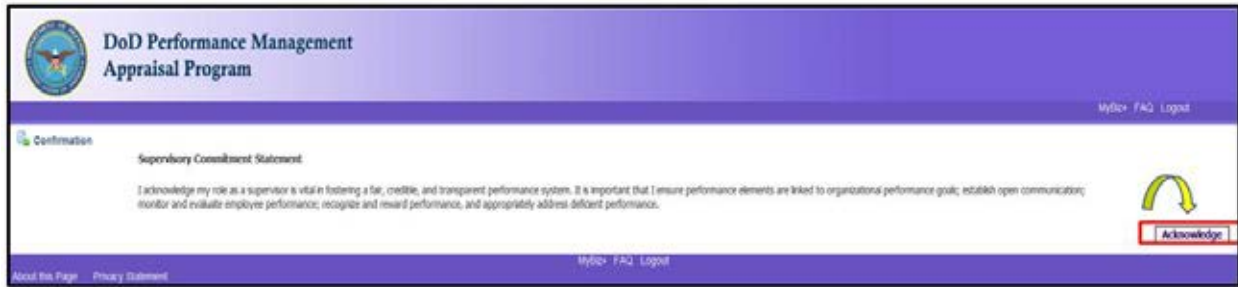 DoD Performance Management
Appraisal Program
MyBiz+ FAQ Logout
Confirmation
Supervisory Commitment Statement
I acknowledge my role as a supervisor is vital in fostering a fair, credible, and transparent performance system. It is important that I ensure performance elements are linked to organizational performance goals; establish open communication;
monitor and evaluate employee performance; recognize and reward performance, and appropriately address deficient performance.
Acknowledge
MyBiz+ FAQ Logout
About this Page Privacy Statement